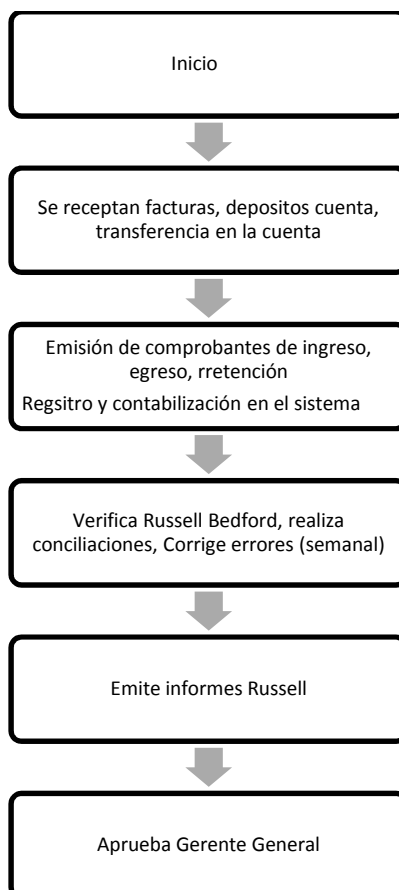 Inicio
Se receptan facturas, depositos cuenta,
transferencia en la cuenta
Emisión de comprobantes de ingreso,
egreso, rretención
Regsitro y contabilización en el sistema
Verifica Russell Bedford, realiza
conciliaciones, Corrige errores (semanal)
Emite informes Russell
Aprueba Gerente General